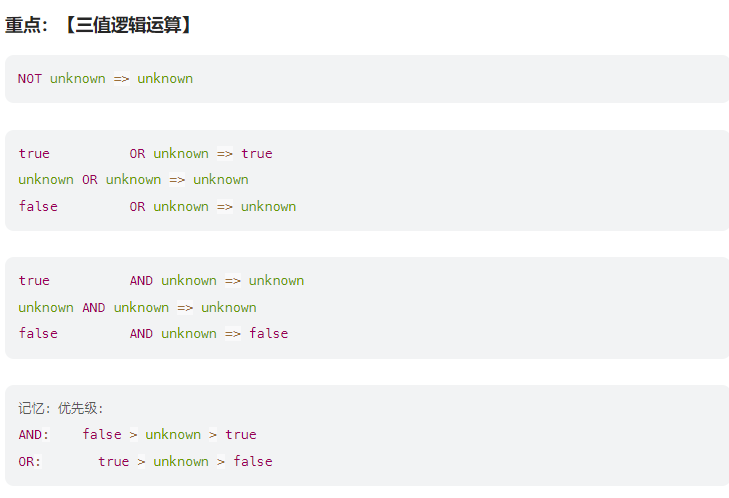 重点：【三值逻辑运算】
NOT unknown => unknown
true          OR unknown => true
unknown OR unknown => unknown
false         OR unknown => unknown
true          AND unknown => unknown
unknown AND unknown => unknown
false         AND unknown => false
记忆：优先级：
AND:    false > unknown > true
OR:       true > unknown > false